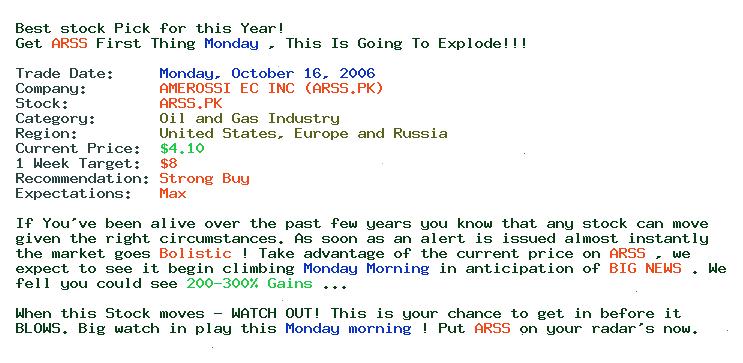 Best stock Pick for this Year!
Get ARSS First Thing Monday , This Is Going To Explode!!!
Trade Date: Monday, October 16, 2006
Company: AMEROSSI EC INC (ARSS.PK)
Stock: ARSS.PK
Category: Oil and Gas Industry
Region: United States, Europe and Russia
Current Price: $4.10
1 Week Target: $8
Recommendation: Strong Buy
Expectations: Max
If You've been alive over the past few years you know that any stock can move
given the right circumstances. As soon as an alert is issued almost instantly
the market goes Bolistic ! Take advantage of the current price on ARSS , we
expect to see it begin climbing Monday Morning in anticipation of BIG NEWS . We
fell you could see 200-300% Gains ...
When this Stock moves - WATCH OUT! This is your chance to get in before it
BLOWS. Big watch in play this Monday morning ! Put ARSS on your radar's now.